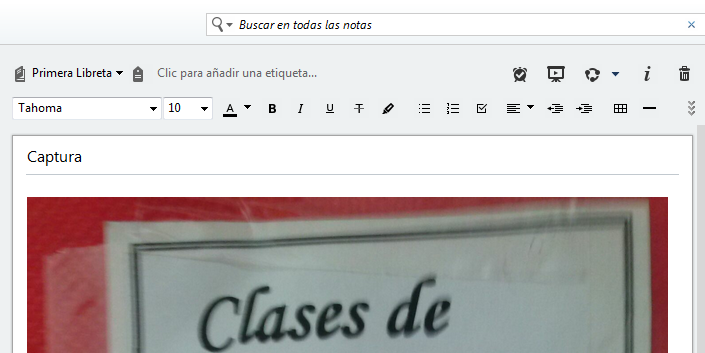 Buscar en todas las notas
Primera Libreta Clic para añadir una etiqueta...
Tahoma 10 A B I U T
Captura
Clases de